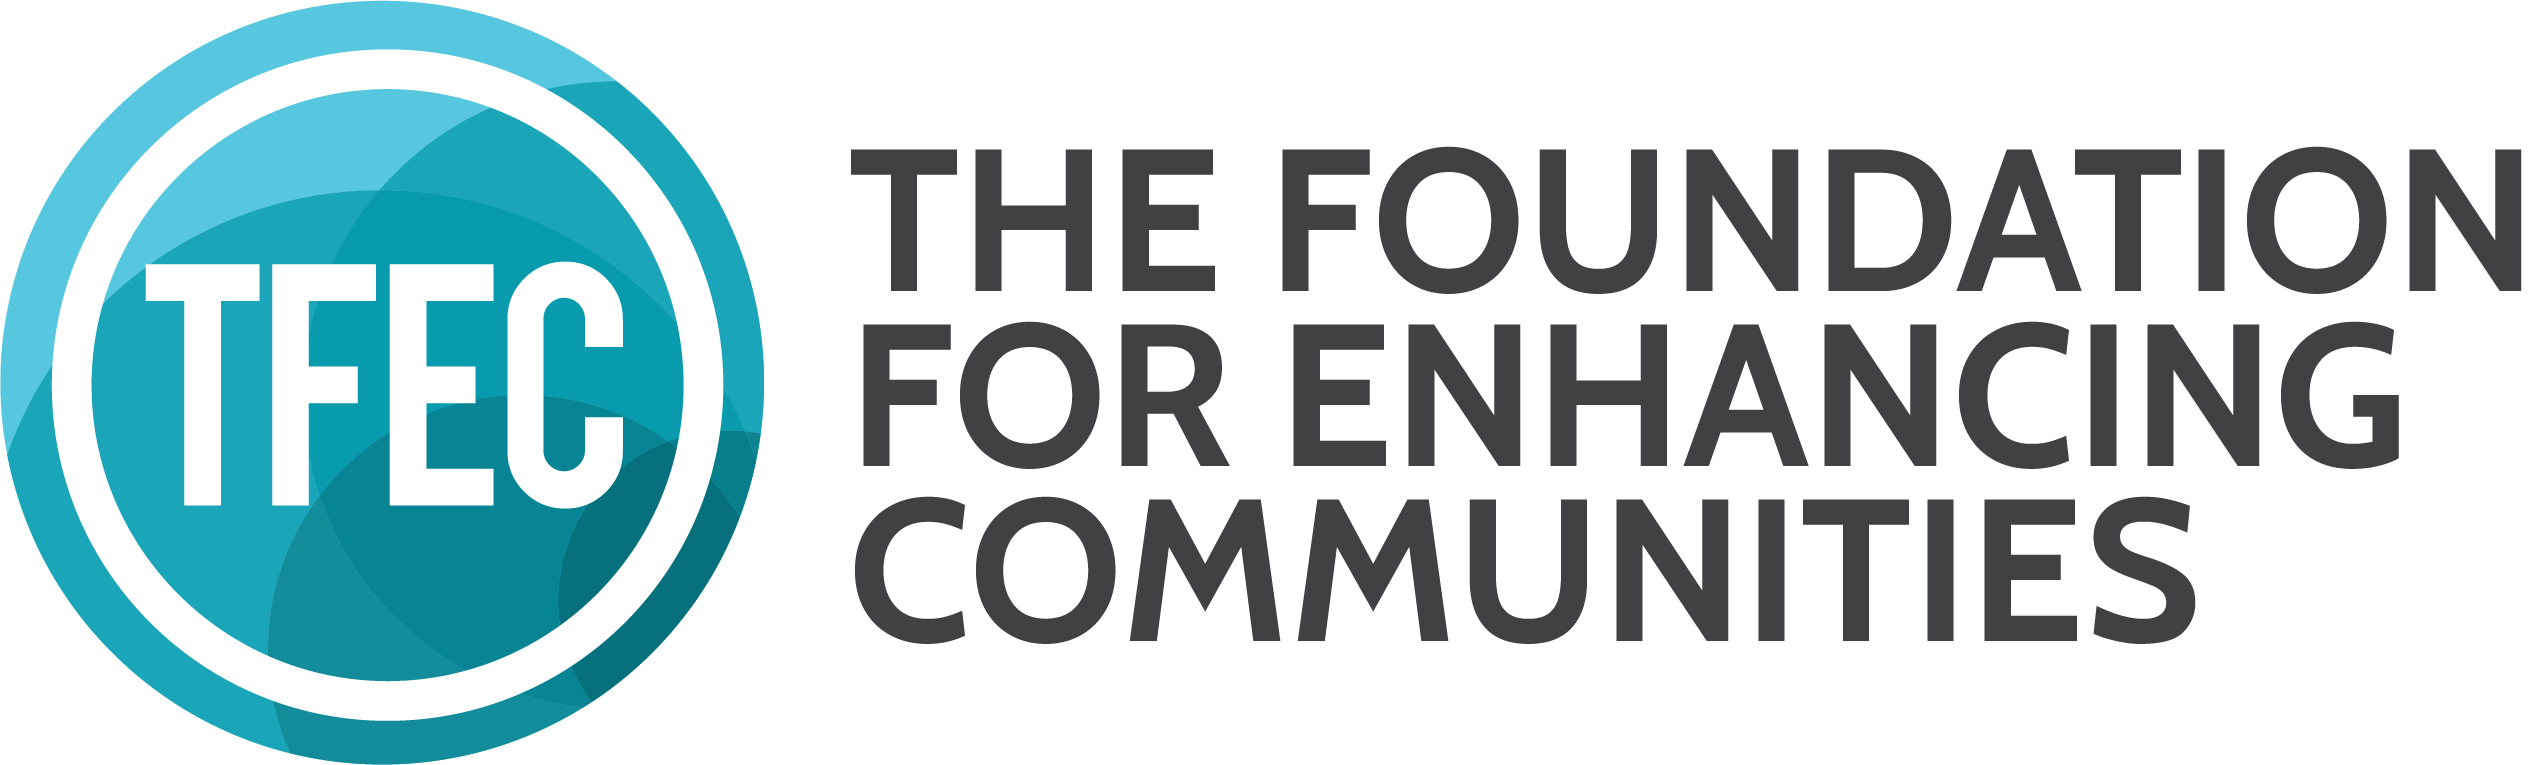 TFEC
THE FOUNDATION
FOR ENHANCING
COMMUNITIES